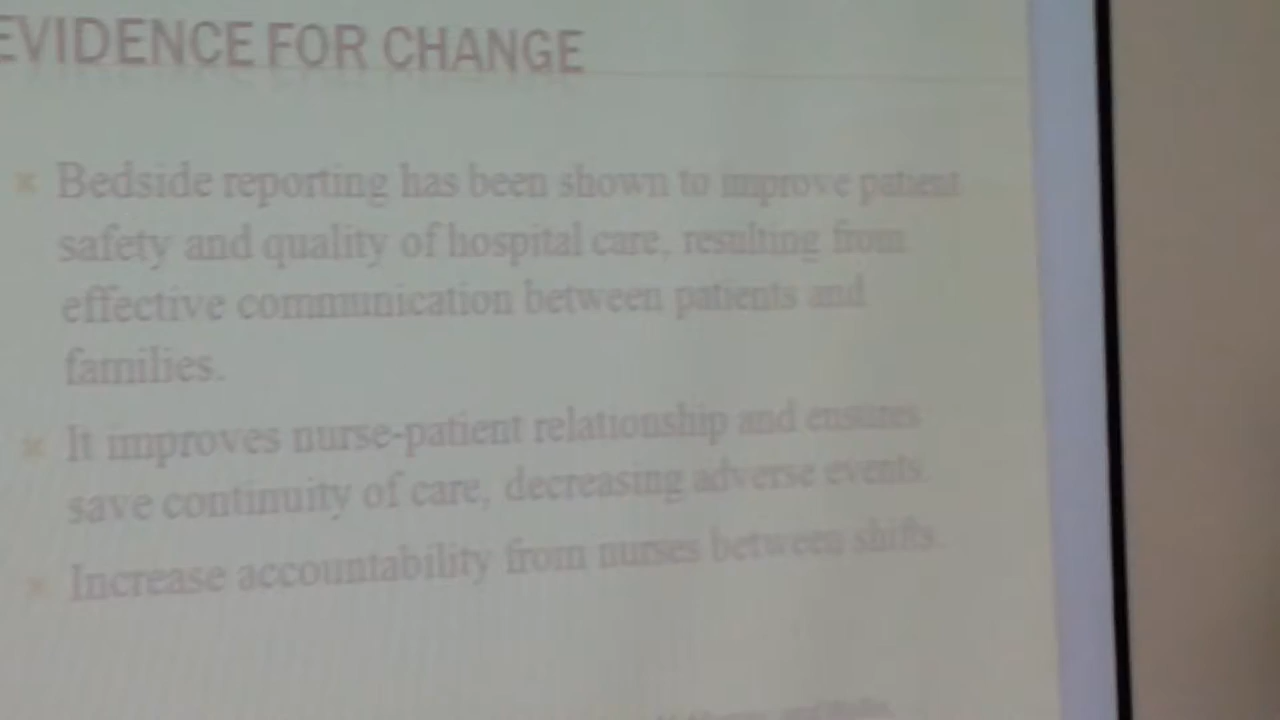 EVIDENCE FOR CHANGE
Bedside reporting has been shown to improve patient
safety and quality of hospital care, resulting from
effective communication between patients and
families.
It improves nurse-patient relationship and ensures
save continuity of care, decreasing adverse events.
Increase accountability from nurses between shifts.